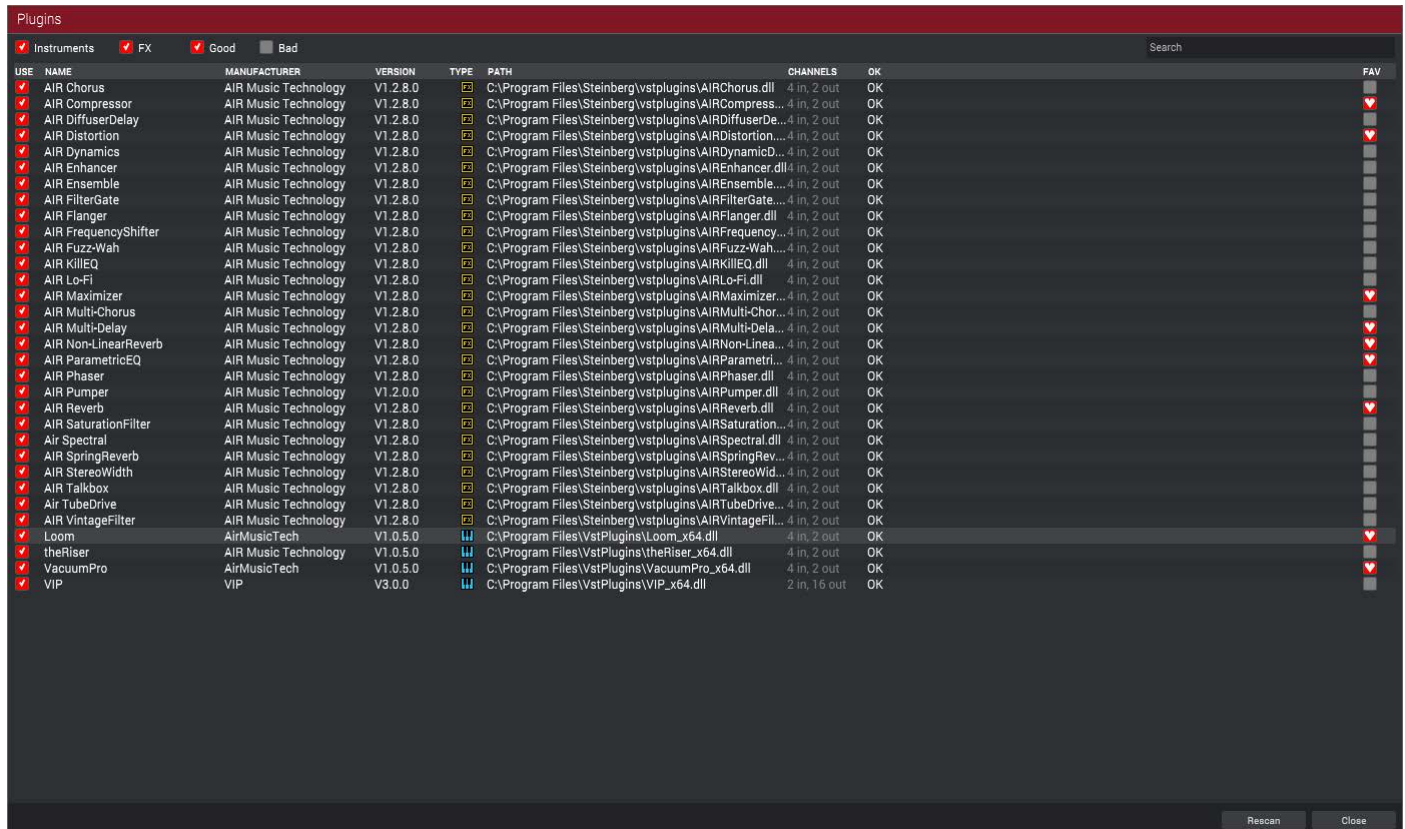 Plugins
Instruments FX Good Bad Search
USE NAME MANUFACTURER VERSION TYPE PATH CHANNELS OK FAV
AIR Chorus AIR Music Technology V1.2.8.0 FX C:\Program Files\Steinberg\vstplugins\AIRChorus.dll 4 in, 2 out OK
AIR Compressor AIR Music Technology V1.2.8.0 FX C:\Program Files\Steinberg\vstplugins\AIRCompress... 4 in, 2 out OK
AIR DiffuserDelay AIR Music Technology V1.2.8.0 FX C:\Program Files\Steinberg\vstplugins\AIRDiffuserDe... 4 in, 2 out OK
AIR Distortion AIR Music Technology V1.2.8.0 FX C:\Program Files\Steinberg\vstplugins\AIRDistortion.... 4 in, 2 out OK
AIR Dynamics AIR Music Technology V1.2.8.0 FX C:\Program Files\Steinberg\vstplugins\AIRDynamicD... 4 in, 2 out OK
AIR Enhancer AIR Music Technology V1.2.8.0 FX C:\Program Files\Steinberg\vstplugins\AIREnhancer.dll 4 in, 2 out OK
AIR Ensemble AIR Music Technology V1.2.8.0 FX C:\Program Files\Steinberg\vstplugins\AIREnsemble.... 4 in, 2 out OK
AIR FilterGate AIR Music Technology V1.2.8.0 FX C:\Program Files\Steinberg\vstplugins\AIRFilterGate.... 4 in, 2 out OK
AIR Flanger AIR Music Technology V1.2.8.0 FX C:\Program Files\Steinberg\vstplugins\AIRFlanger.dll 4 in, 2 out OK
AIR FrequencyShifter AIR Music Technology V1.2.8.0 FX C:\Program Files\Steinberg\vstplugins\AIRFrequency... 4 in, 2 out OK
AIR Fuzz-Wah AIR Music Technology V1.2.8.0 FX C:\Program Files\Steinberg\vstplugins\AIRFuzz-Wah.... 4 in, 2 out OK
AIR KillEQ AIR Music Technology V1.2.8.0 FX C:\Program Files\Steinberg\vstplugins\AIRKillEQ.dll 4 in, 2 out OK
AIR Lo-Fi AIR Music Technology V1.2.8.0 FX C:\Program Files\Steinberg\vstplugins\AIRLo-Fi.dll 4 in, 2 out OK
AIR Maximizer AIR Music Technology V1.2.8.0 FX C:\Program Files\Steinberg\vstplugins\AIRMaximizer... 4 in, 2 out OK
AIR Multi-Chorus AIR Music Technology V1.2.8.0 FX C:\Program Files\Steinberg\vstplugins\AIRMulti-Chor... 4 in, 2 out OK
AIR Multi-Delay AIR Music Technology V1.2.8.0 FX C:\Program Files\Steinberg\vstplugins\AIRMulti-Dela... 4 in, 2 out OK
AIR Non-LinearReverb AIR Music Technology V1.2.8.0 FX C:\Program Files\Steinberg\vstplugins\AIRNon-Linea... 4 in, 2 out OK
AIR ParametricEQ AIR Music Technology V1.2.8.0 FX C:\Program Files\Steinberg\vstplugins\AIRParametri... 4 in, 2 out OK
AIR Phaser AIR Music Technology V1.2.8.0 FX C:\Program Files\Steinberg\vstplugins\AIRPhaser.dll 4 in, 2 out OK
AIR Pumper AIR Music Technology V1.2.0.0 FX C:\Program Files\Steinberg\vstplugins\AIRPumper.dll 4 in, 2 out OK
AIR Reverb AIR Music Technology V1.2.8.0 FX C:\Program Files\Steinberg\vstplugins\AIRReverb.dll 4 in, 2 out OK
AIR SaturationFilter AIR Music Technology V1.2.8.0 FX C:\Program Files\Steinberg\vstplugins\AIRSaturation... 4 in, 2 out OK
Air Spectral AIR Music Technology V1.2.8.0 FX C:\Program Files\Steinberg\vstplugins\AIRSpectral.dll 4 in, 2 out OK
AIR SpringReverb AIR Music Technology V1.2.8.0 FX C:\Program Files\Steinberg\vstplugins\AIRSpringRev... 4 in, 2 out OK
AIR StereoWidth AIR Music Technology V1.2.8.0 FX C:\Program Files\Steinberg\vstplugins\AIRStereoWid... 4 in, 2 out OK
AIR Talkbox AIR Music Technology V1.2.8.0 FX C:\Program Files\Steinberg\vstplugins\AIRTalkbox.dll 4 in, 2 out OK
Air TubeDrive AIR Music Technology V1.2.8.0 FX C:\Program Files\Steinberg\vstplugins\AIRTubeDrive... 4 in, 2 out OK
AIR VintageFilter AIR Music Technology V1.2.8.0 FX C:\Program Files\Steinberg\vstplugins\AIRVintageFil... 4 in, 2 out OK
Loom AirMusicTech V1.0.5.0 C:\Program Files\VstPlugins\Loom_x64.dll 4 in, 2 out OK
theRiser AIR Music Technology V1.0.5.0 C:\Program Files\VstPlugins\theRiser_x64.dll 4 in, 2 out OK
VacuumPro AirMusicTech V1.0.5.0 C:\Program Files\VstPlugins\VacuumPro_x64.dll 4 in, 2 out OK
VIP VIP V3.0.0 C:\Program Files\VstPlugins\VIP_x64.dll 2 in, 16 out OK
Rescan Close